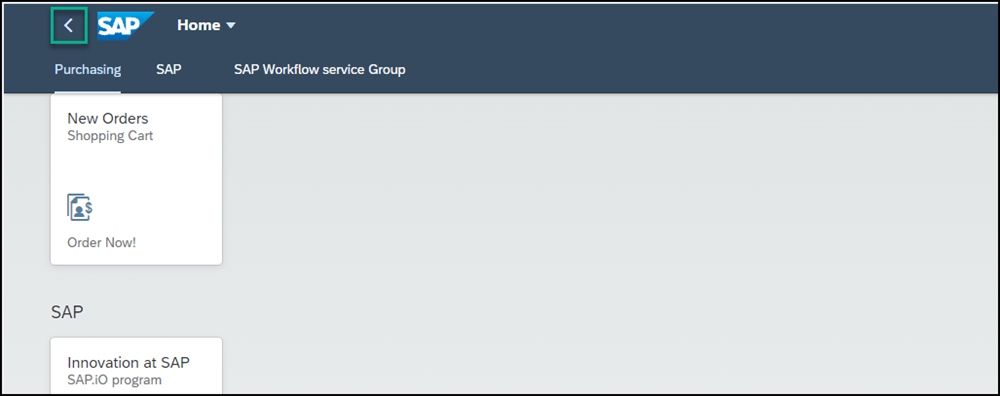 SAP Home
Purchasing SAP SAP Workflow service Group
New Orders
Shopping Cart
$
Order Now!
SAP
Innovation at SAP
SAP.iO program